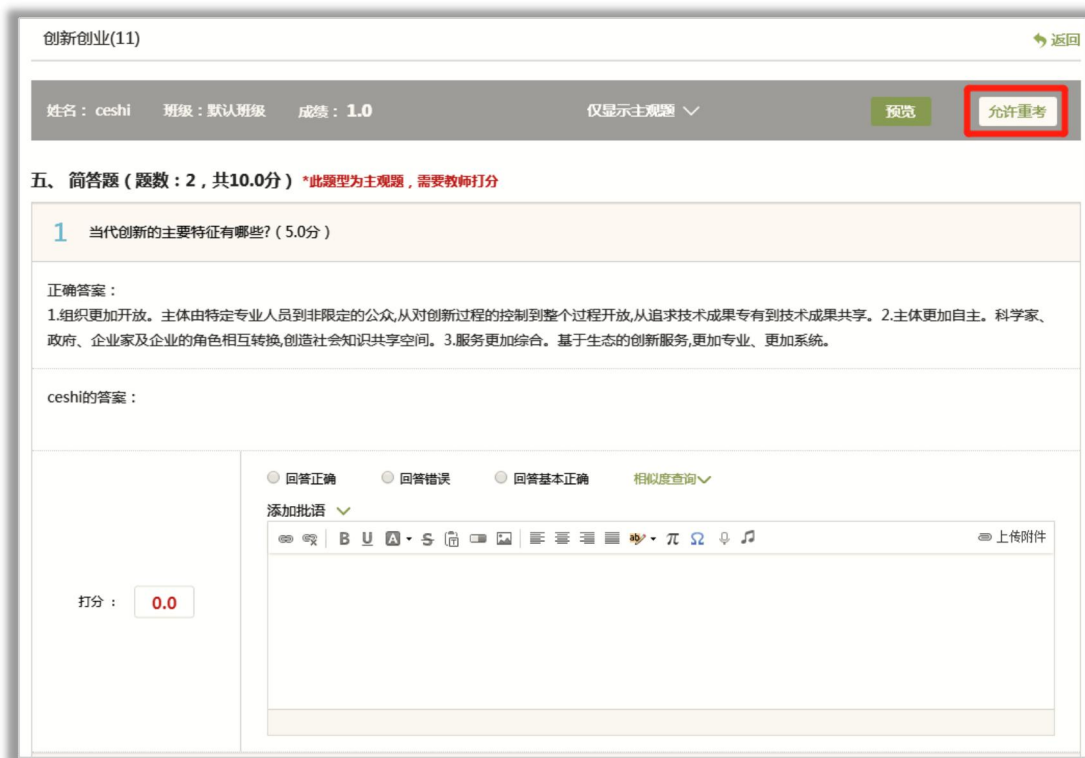 创新创业(11)
返回
姓名： ceshi 班级：默认班级 成绩： 1.0 仅显示主观题 预览 允许重考
五、 简答题 ( 题数：2 , 共10.0分 ) *此题型为主观题 , 需要教师打分
1 当代创新的主要特征有哪些? ( 5.0分 )
正确答案：
1.组织更加开放。主体由特定专业人员到非限定的公众,从对创新过程的控制到整个过程开放,从追求技术成果专有到技术成果共享。2.主体更加自主。科学家、
政府、企业家及企业的角色相互转换,创造社会知识共享空间。3.服务更加综合。基于生态的创新服务,更加专业、更加系统。
ceshi的答案：
回答正确 回答错误 回答基本正确 相似度查询
添加批语
B U A S T ab π Ω 上传附件
打分： 0.0